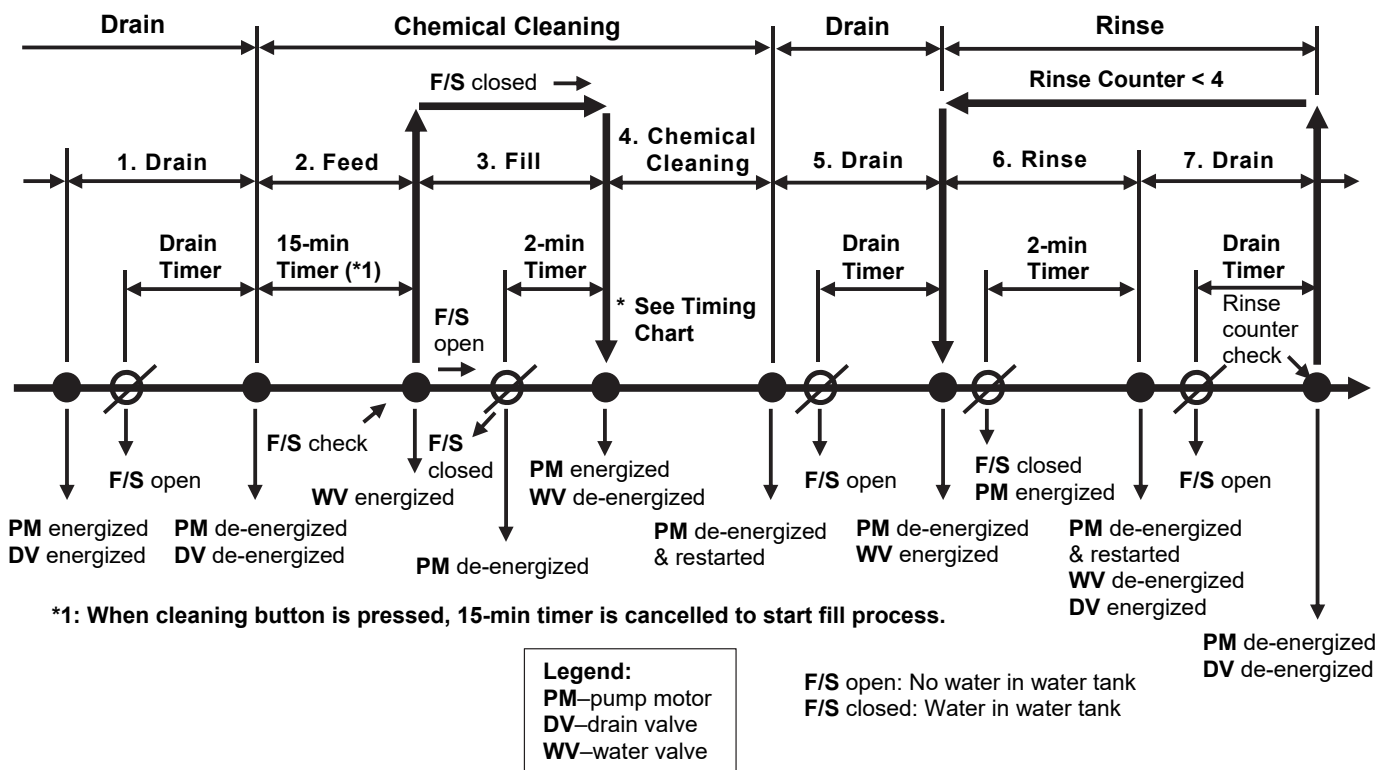 Drain
Chemical Cleaning
Drain
Rinse
F/S closed
Rinse Counter < 4
1. Drain
2. Feed
3. Fill
4. Chemical
Cleaning
5. Drain
6. Rinse
7. Drain
Drain
Timer
15-min
Timer (*1)
2-min
Timer
* See Timing
Chart
Drain
Timer
2-min
Timer
Drain
Timer
Rinse
counter
check
F/S
open
F/S check
F/S
closed
F/S open
WV energized
PM energized
WV de-energized
F/S open
F/S closed
PM energized
F/S open
PM energized
DV energized
PM de-energized
DV de-energized
PM de-energized
PM de-energized
& restarted
PM de-energized
WV energized
PM de-energized
& restarted
WV de-energized
DV energized
PM de-energized
DV de-energized
*1: When cleaning button is pressed, 15-min timer is cancelled to start fill process.
Legend:
PM–pump motor
DV–drain valve
WV–water valve
F/S open: No water in water tank
F/S closed: Water in water tank